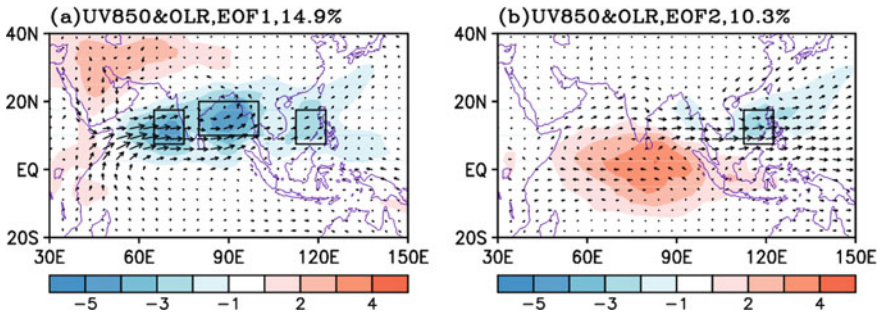 (a)UV850&OLR,EOF1,14.9%
40N
20N
EQ
20S
30E 60E 90E 120E 150E
-5 -3 -1 2 4
(b)UV850&OLR,EOF2,10.3%
40N
20N
EQ
20S
30E 60E 90E 120E 150E
-5 -3 -1 2 4